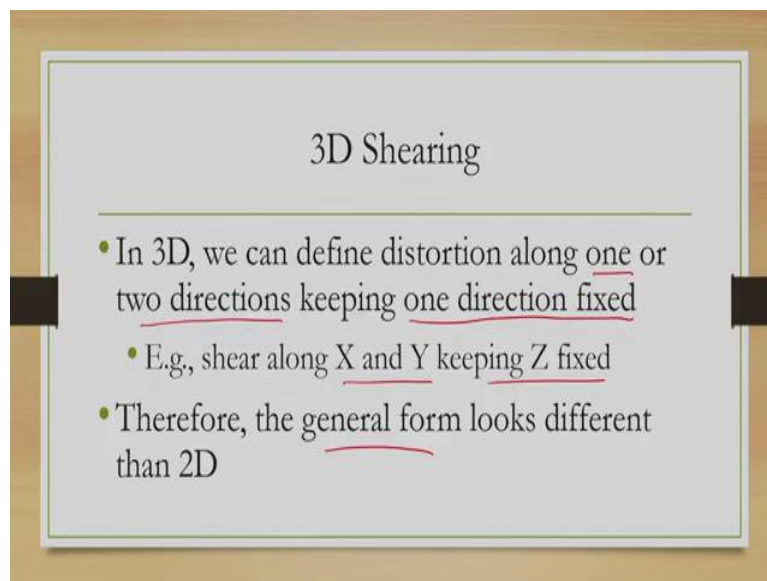 3D Shearing
• In 3D, we can define distortion along one or
two directions keeping one direction fixed
• E.g., shear along X and Y keeping Z fixed
• Therefore, the general form looks different
than 2D